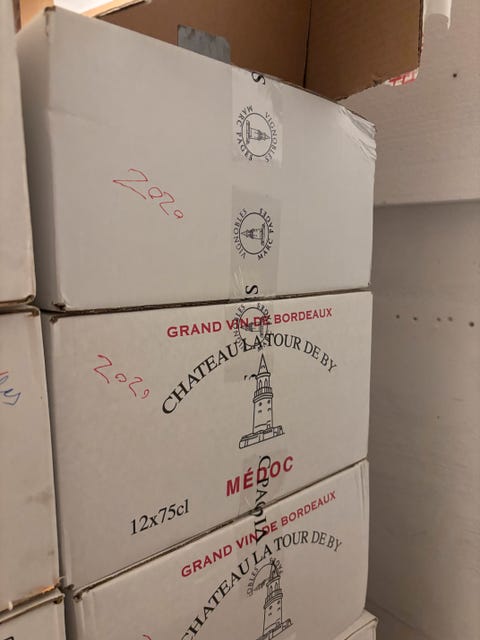 VIGNOBLES
MARC PAGES
2020
VIGNOBLES
MARC PAGES
GRAND VIN DE BORDEAUX
2020
CHATEAU LA TOUR DE BY
MÉDOC
12x75cl
GRAND VIN DE BORDEAUX
CHATEAU LA TOUR DE BY